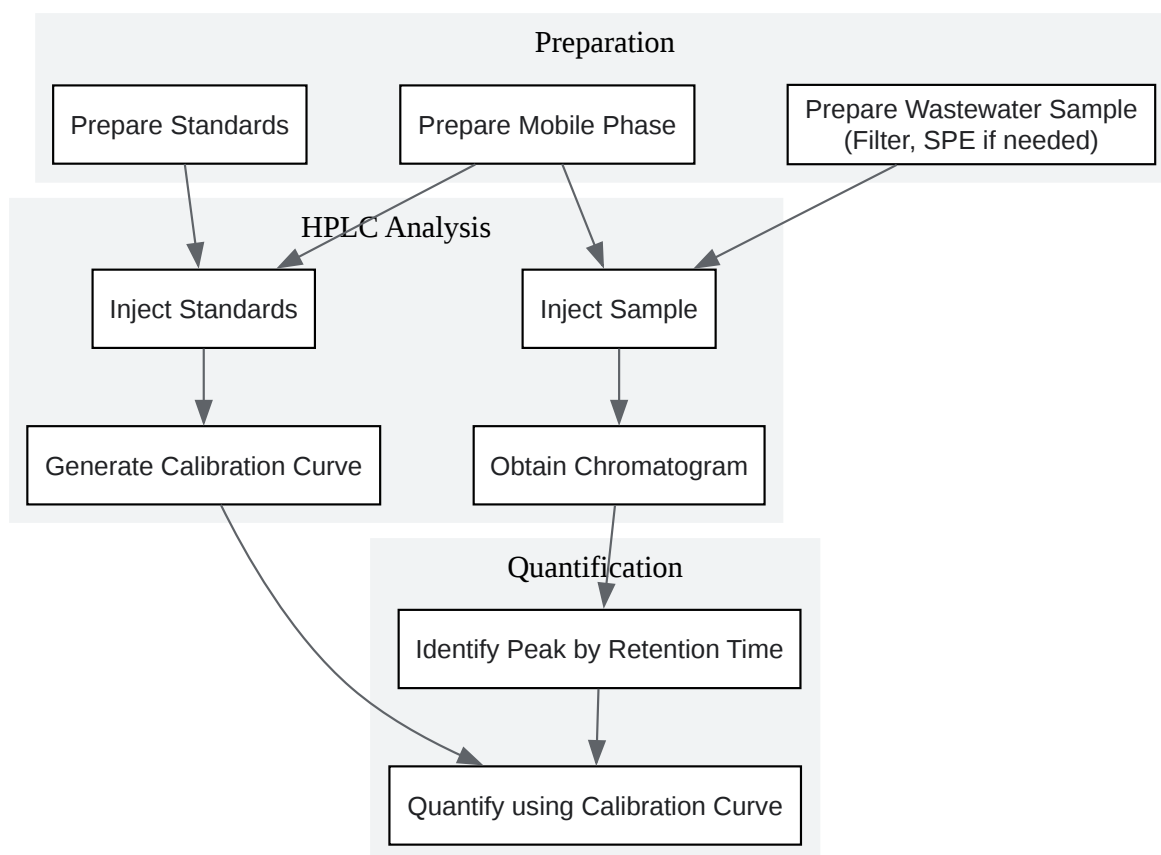 Preparation
Prepare Standards
Prepare Mobile Phase
Prepare Wastewater Sample
(Filter, SPE if needed)
HPLC Analysis
Inject Standards
Inject Sample
Generate Calibration Curve
Obtain Chromatogram
Quantification
Identify Peak by Retention Time
Quantify using Calibration Curve